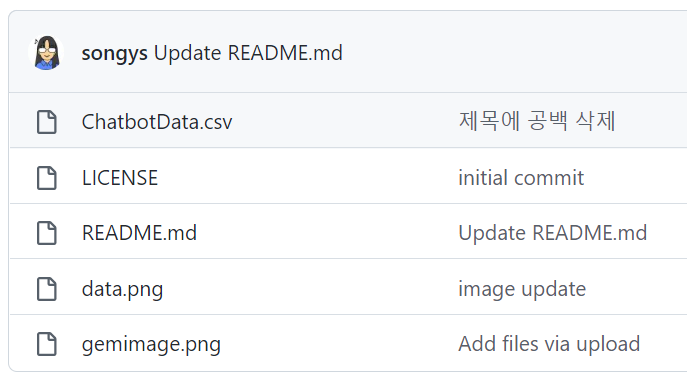 songys Update README.md
ChatbotData.csv 제목에 공백 삭제
LICENSE initial commit
README.md Update README.md
data.png image update
gemimage.png Add files via upload